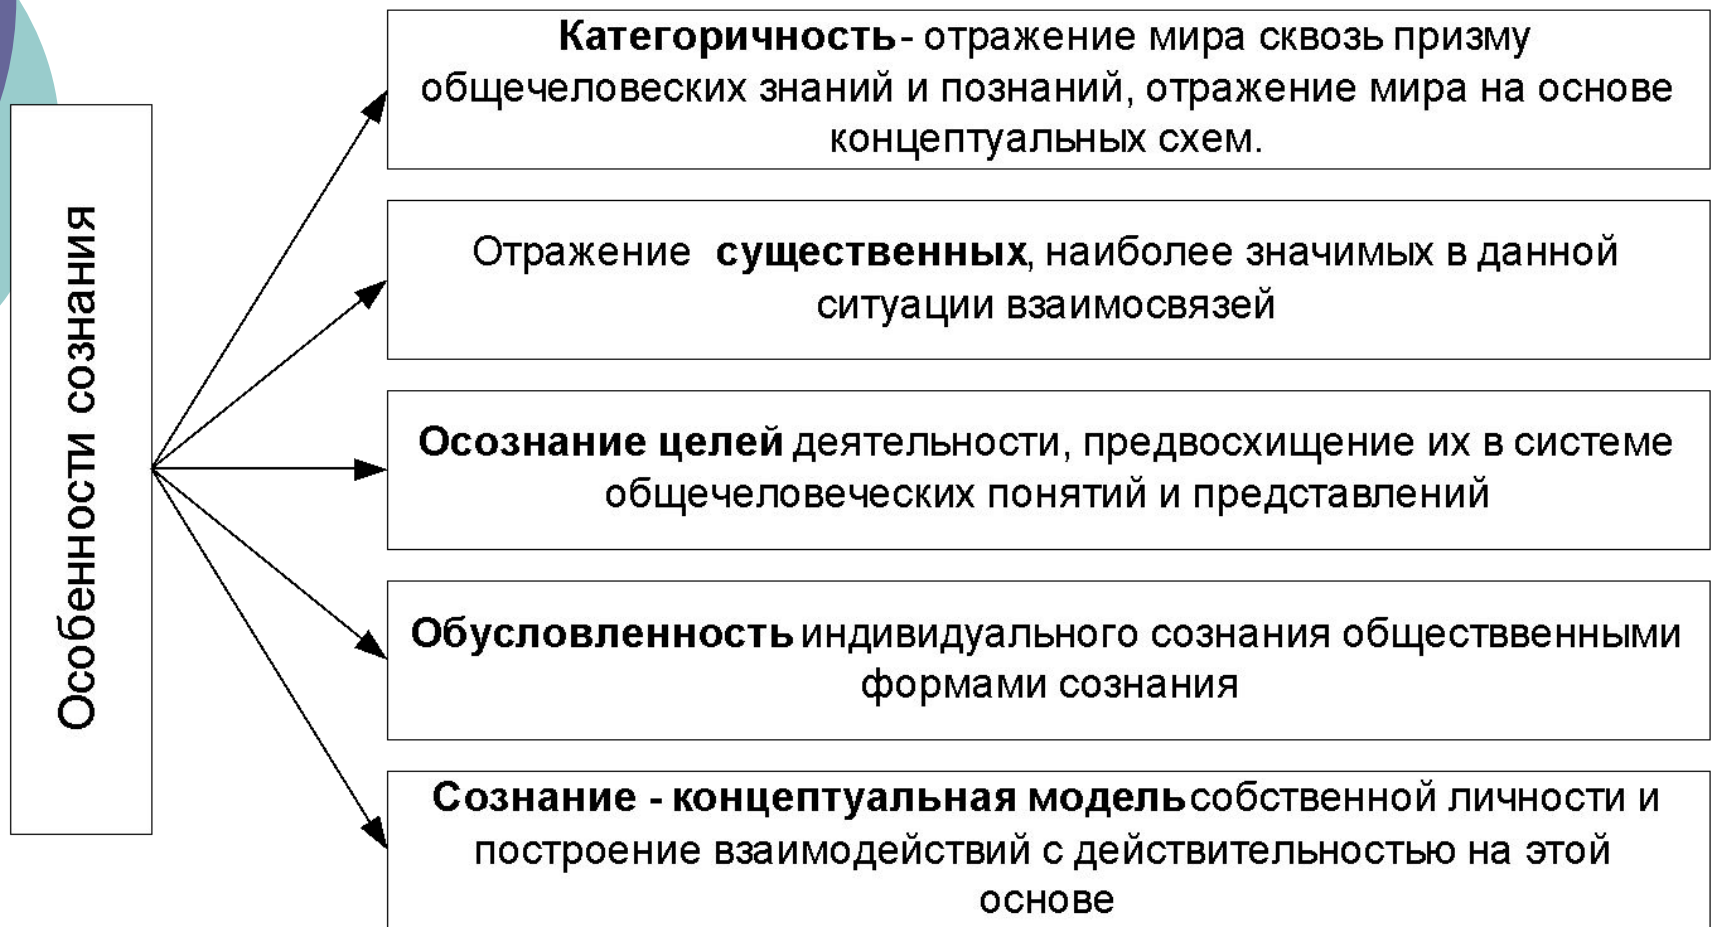 Особенности сознания
Категоричность - отражение мира сквозь призму
общечеловеских знаний и познаний, отражение мира на основе
концептуальных схем.
Отражение существенных, наиболее значимых в данной
ситуации взаимосвязей
Осознание целей деятельности, предвосхищение их в системе
общечеловеческих понятий и представлений
Обусловленность индивидуального сознания обществвенными
формами сознания
Сознание - концептуальная модель собственной личности и
построение взаимодействий с действительностью на этой
основе